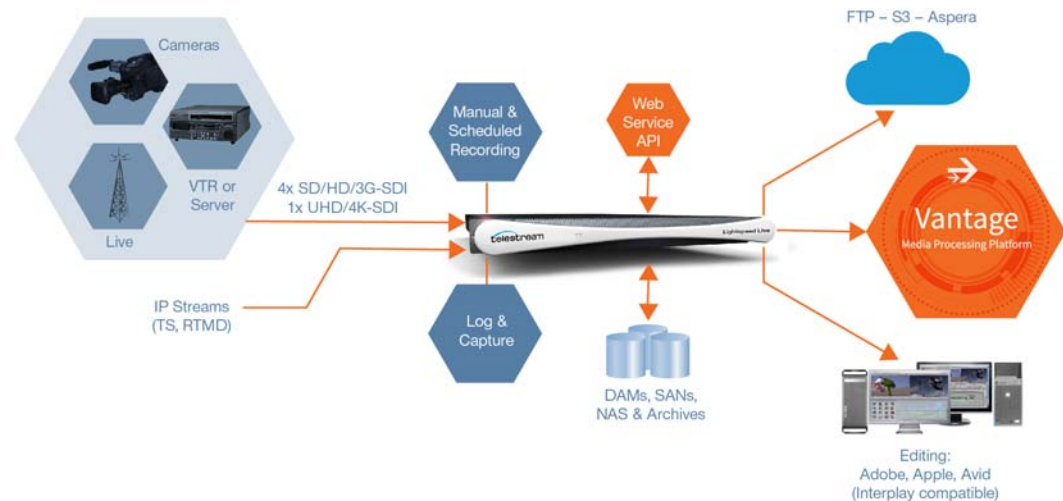 Cameras
VTR or
Server
Live
4x SD/HD/3G-SDI
1x UHD/4K-SDI
IP Streams
(TS, RTMD)
Manual &
Scheduled
Recording
Log &
Capture
Web
Service
API
telestream
Lightspeed Live
DAMs, SANs,
NAS & Archives
FTP – S3 – Aspera
Vantage
Media Processing Platform
Editing:
Adobe, Apple, Avid
(Interplay compatible)